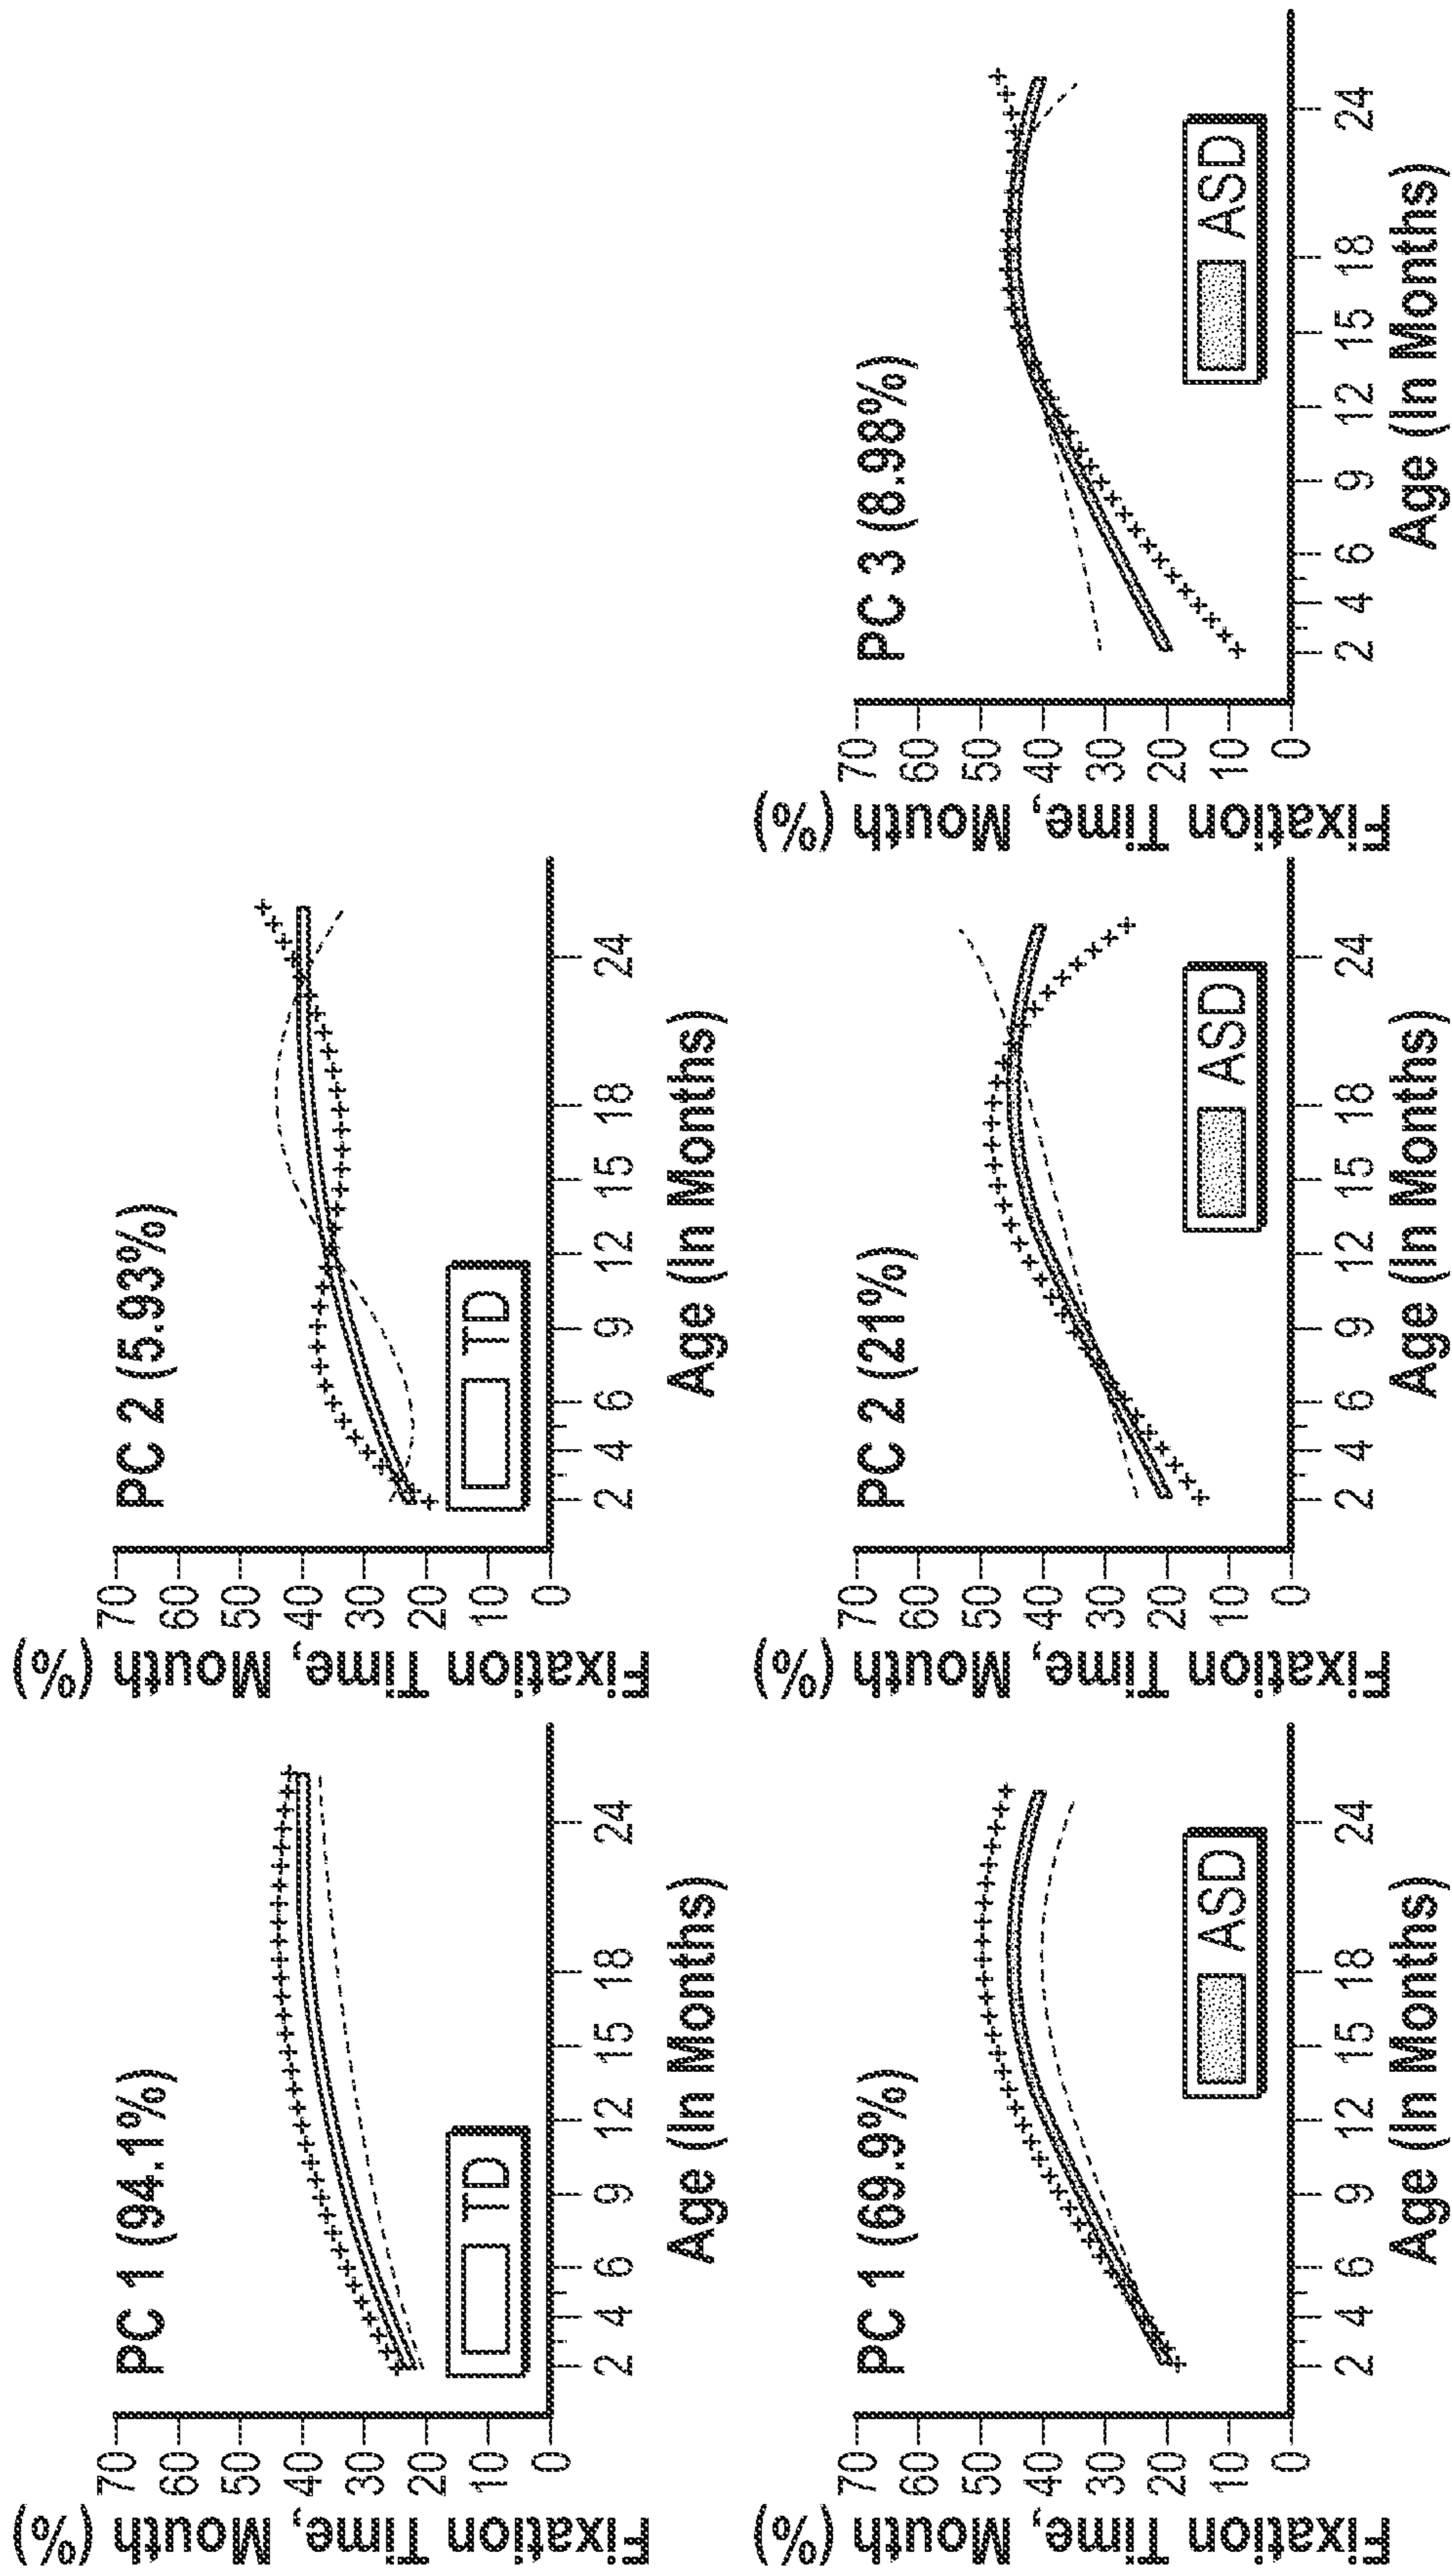 PC 1 (94.1%)
Fixation Time, Mouth (%)
70
60
50
40
30
20
10
0
TD
2 4 6 9 12 15 18 24
Age (In Months)
PC 2 (5.93%)
Fixation Time, Mouth (%)
70
60
50
40
30
20
10
0
TD
2 4 6 9 12 15 18 24
Age (In Months)
PC 1 (69.9%)
Fixation Time, Mouth (%)
70
60
50
40
30
20
10
0
ASD
2 4 6 9 12 15 18 24
Age (In Months)
PC 2 (21%)
Fixation Time, Mouth (%)
70
60
50
40
30
20
10
0
ASD
2 4 6 9 12 15 18 24
Age (In Months)
PC 3 (8.98%)
Fixation Time, Mouth (%)
70
60
50
40
30
20
10
0
ASD
2 4 6 9 12 15 18 24
Age (In Months)